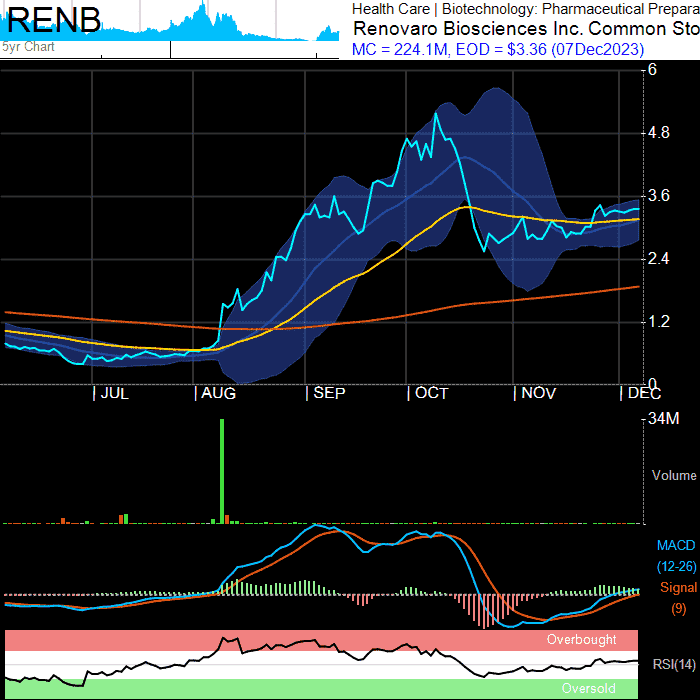 RENB
Health Care | Biotechnology: Pharmaceutical Prepara
Renovaro Biosciences Inc. Common Sto
5yr Chart
MC = 224.1M, EOD = $3.36 (07Dec2023)
6
4.8
3.6
2.4
1.2
0
JUL
AUG
SEP
OCT
NOV
DEC
34M
Volume
MACD
(12-26)
Signal
(9)
Overbought
RSI(14)
Oversold